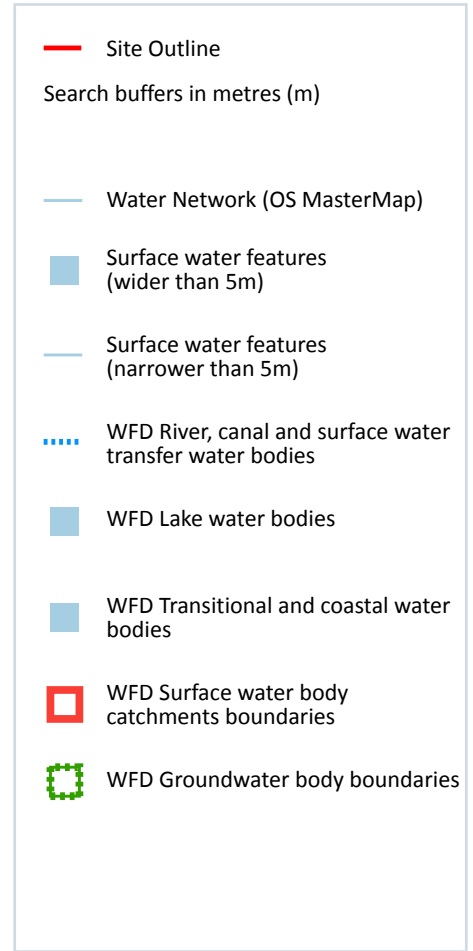 Site Outline
Search buffers in metres (m)
Water Network (OS MasterMap)
Surface water features
(wider than 5m)
Surface water features
(narrower than 5m)
WFD River, canal and surface water
transfer water bodies
WFD Lake water bodies
WFD Transitional and coastal water
bodies
WFD Surface water body
catchments boundaries
WFD Groundwater body boundaries